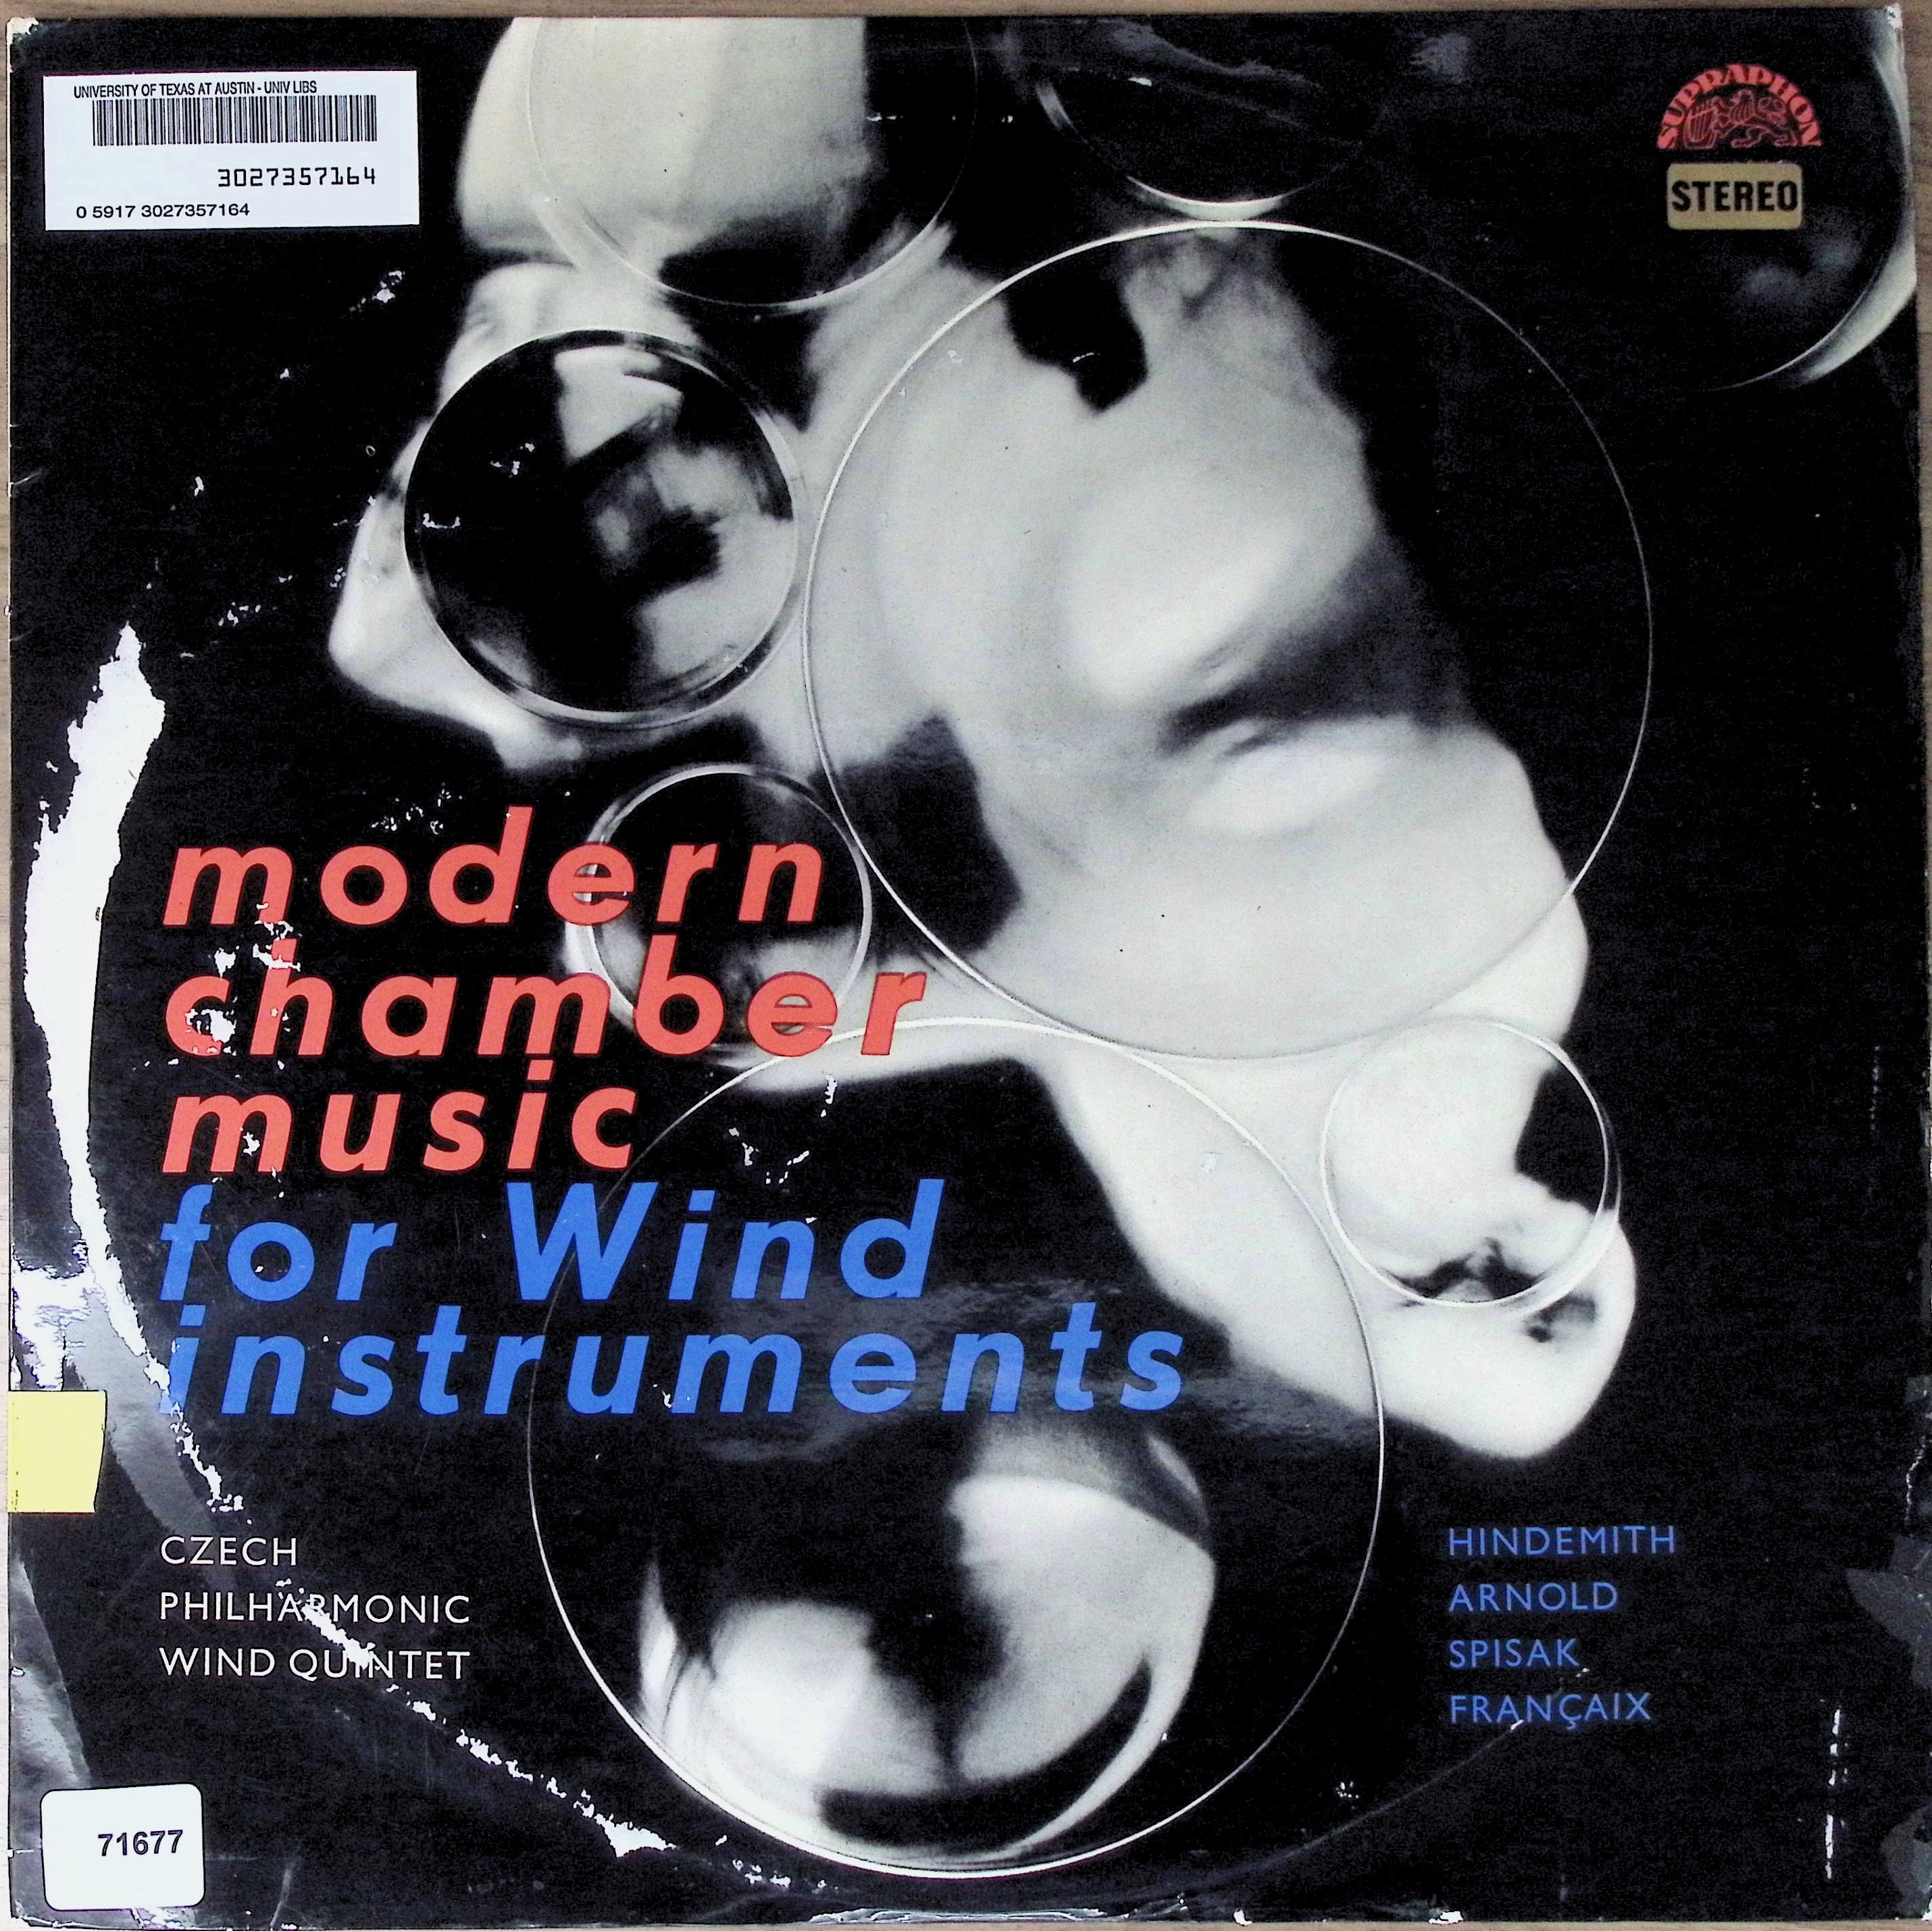 UNIVERSITY OF TEXAS AT AUSTIN - UNIV LIBS
3027357164
0 5917 3027357164
SUPRAPHON
STEREO
modern
chamber
music
for Wind
instruments
CZECH
PHILHARMONIC
WIND QUINTET
HINDEMITH
ARNOLD
SPISAK
FRANÇAIX
71677